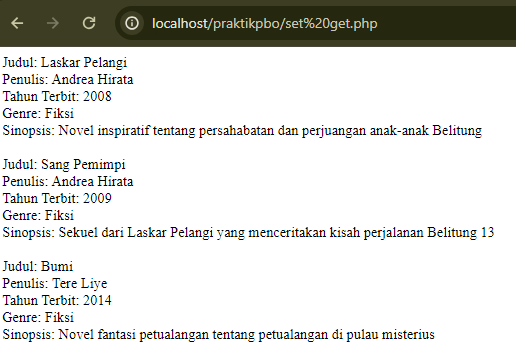 localhost/praktikpbo/set%20get.php
Judul: Laskar Pelangi
Penulis: Andrea Hirata
Tahun Terbit: 2008
Genre: Fiksi
Sinopsis: Novel inspiratif tentang persahabatan dan perjuangan anak-anak Belitung
Judul: Sang Pemimpi
Penulis: Andrea Hirata
Tahun Terbit: 2009
Genre: Fiksi
Sinopsis: Sekuel dari Laskar Pelangi yang menceritakan kisah perjalanan Belitung 13
Judul: Bumi
Penulis: Tere Liye
Tahun Terbit: 2014
Genre: Fiksi
Sinopsis: Novel fantasi petualangan tentang petualangan di pulau misterius